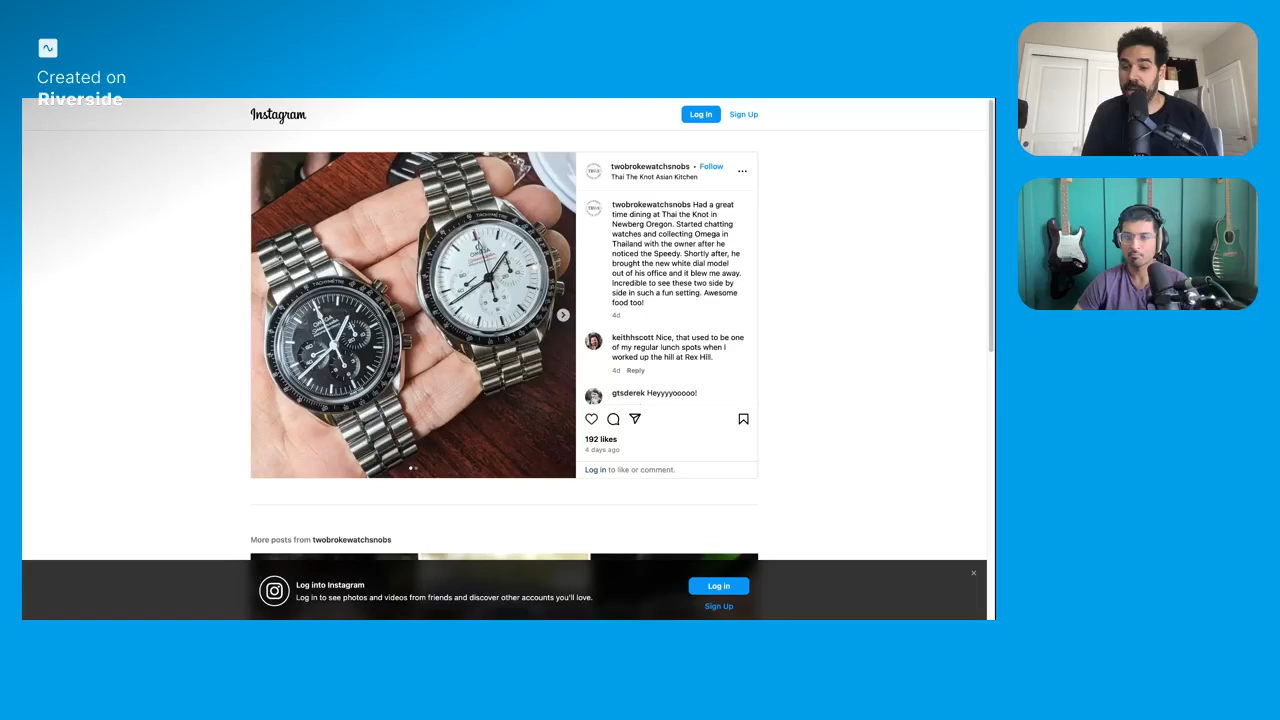 Created on
Riverside
Instagram
Log In
Sign Up
twobrokewatchsnobs • Follow
Thai The Knot Asian Kitchen
twobrokewatchsnobs Had a great
time dining at Thai the Knot in
Newberg Oregon. Started chatting
watches and collecting Omega in
Thailand with the owner after he
noticed the Speedy. Shortly after, he
brought the new white dial model
out of his office and it blew me away.
Incredible to see these two side by
side in such a fun setting. Awesome
food too!
4d
keithhscott Nice, that used to be one
of my regular lunch spots when I
worked up the hill at Rex Hill.
4d Reply
gtsderek Heyyyyooooo!
192 likes
4 days ago
Log in to like or comment.
TACHYMÈTRE
OMEGA
TACHYMÈTRE
OMEGA
More posts from twobrokewatchsnobs
Log into Instagram
Log in to see photos and videos from friends and discover other accounts you'll love.
Log in
Sign Up